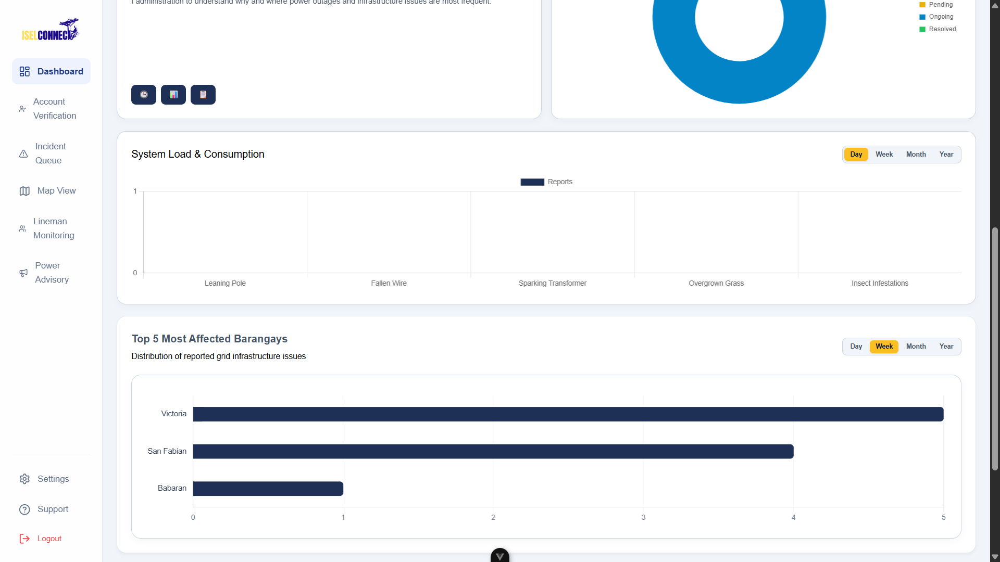 l administration to understand why and where power outages and infrastructure issues are most frequent.
Pending
Ongoing
Resolved
ISELCONNECT
Dashboard
Account
Verification
Incident
Queue
Map View
Lineman
Monitoring
Power
Advisory
Settings
Support
Logout
System Load & Consumption
Day Week Month Year
Reports
1
0
Leaning Pole Fallen Wire Sparking Transformer Overgrown Grass Insect Infestations
Top 5 Most Affected Barangays
Distribution of reported grid infrastructure issues
Day Week Month Year
Victoria
San Fabian
Babaran
0 1 2 3 4 5